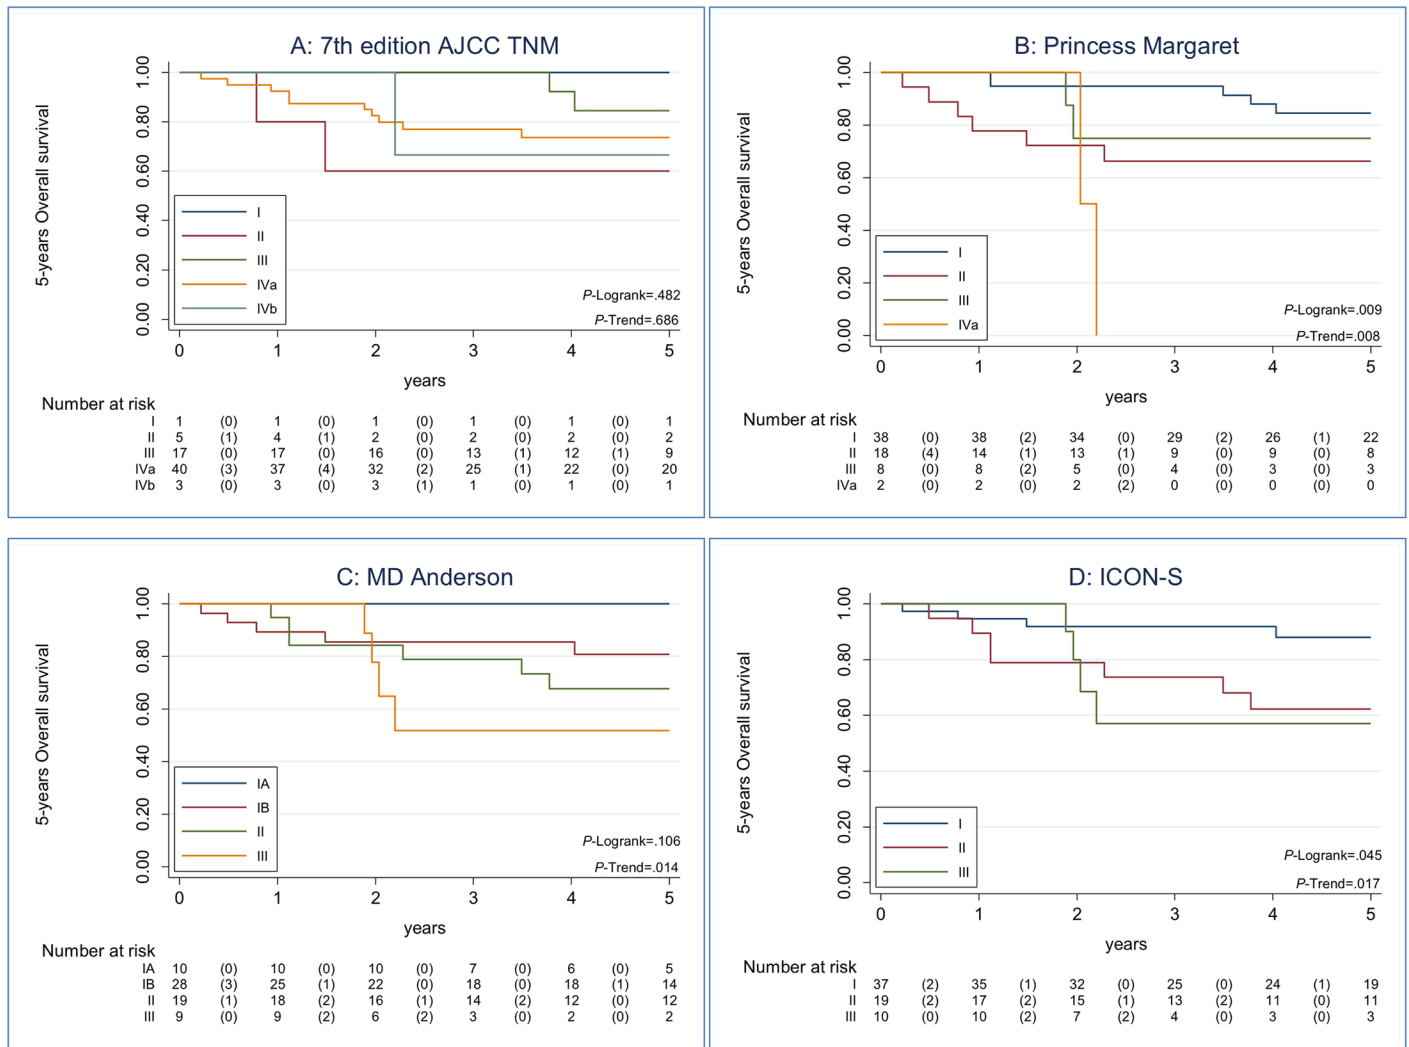 A: 7th edition AJCC TNM
5-years Overall survival
1.00
0.80
0.60
0.40
0.20
0.00
I
II
III
IVa
IVb
P-Logrank=.482
P-Trend=.686
0 1 2 3 4 5
years
Number at risk
I 1 (0) 1 (0) 1 (0) 1 (0) 1 (0) 1
II 5 (1) 4 (1) 2 (0) 2 (0) 2 (0) 2
III 17 (0) 17 (0) 16 (0) 13 (1) 12 (1) 9
IVa 40 (3) 37 (4) 32 (2) 25 (1) 22 (0) 20
IVb 3 (0) 3 (0) 3 (1) 1 (0) 1 (0) 1
B: Princess Margaret
5-years Overall survival
1.00
0.80
0.60
0.40
0.20
0.00
I
II
III
IVa
P-Logrank=.009
P-Trend=.008
0 1 2 3 4 5
years
Number at risk
I 38 (0) 38 (2) 34 (0) 29 (2) 26 (1) 22
II 18 (4) 14 (1) 13 (1) 9 (0) 9 (0) 8
III 8 (0) 8 (2) 5 (0) 4 (0) 3 (0) 3
IVa 2 (0) 2 (0) 2 (2) 0 (0) 0 (0) 0
C: MD Anderson
5-years Overall survival
1.00
0.80
0.60
0.40
0.20
0.00
IA
IB
II
III
P-Logrank=.106
P-Trend=.014
0 1 2 3 4 5
years
Number at risk
IA 10 (0) 10 (0) 10 (0) 7 (0) 6 (0) 5
IB 28 (3) 25 (1) 22 (0) 18 (0) 18 (1) 14
II 19 (1) 18 (2) 16 (1) 14 (2) 12 (0) 12
III 9 (0) 9 (2) 6 (2) 3 (0) 2 (0) 2
D: ICON-S
5-years Overall survival
1.00
0.80
0.60
0.40
0.20
0.00
I
II
III
P-Logrank=.045
P-Trend=.017
0 1 2 3 4 5
years
Number at risk
I 37 (2) 35 (1) 32 (0) 25 (0) 24 (1) 19
II 19 (2) 17 (2) 15 (1) 13 (2) 11 (0) 11
III 10 (0) 10 (2) 7 (2) 4 (0) 3 (0) 3